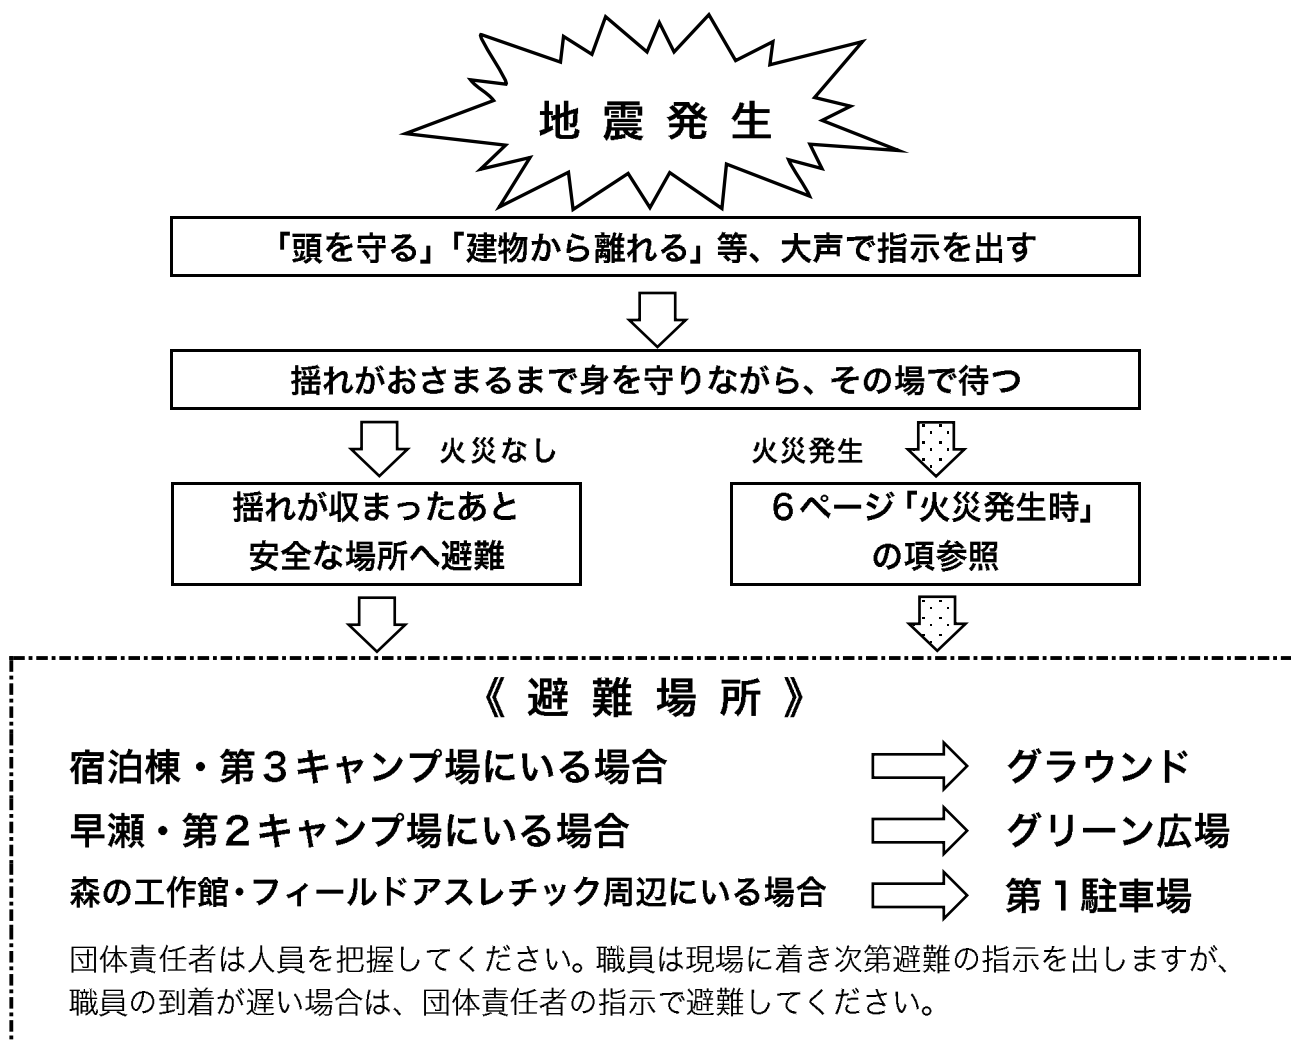 地震発生
「頭を守る」「建物から離れる」等、大声で指示を出す
揺れがおさまるまで身を守りながら、その場で待つ
火災なし
火災発生
揺れが収まったあと
安全な場所へ避難
６ページ「火災発生時」
の項参照
《避難場所》
宿泊棟・第３キャンプ場にいる場合
グラウンド
早瀬・第２キャンプ場にいる場合
グリーン広場
森の工作館・フィールドアスレチック周辺にいる場合
第１駐車場
団体責任者は人員を把握してください。職員は現場に着き次第避難の指示を出しますが、
職員の到着が遅い場合は、団体責任者の指示で避難してください。